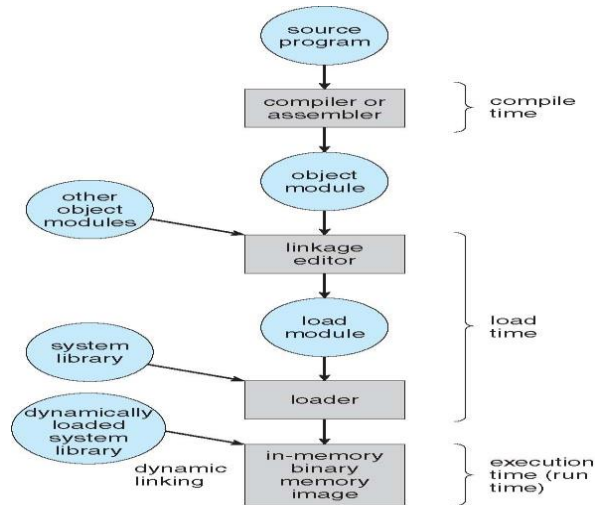 source
program
compiler or
assembler
compile
time
object
module
other
object
modules
linkage
editor
load
module
load
time
system
library
loader
dynamically
loaded
system
library
dynamic
linking
in-memory
binary
memory
image
execution
time (run
time)